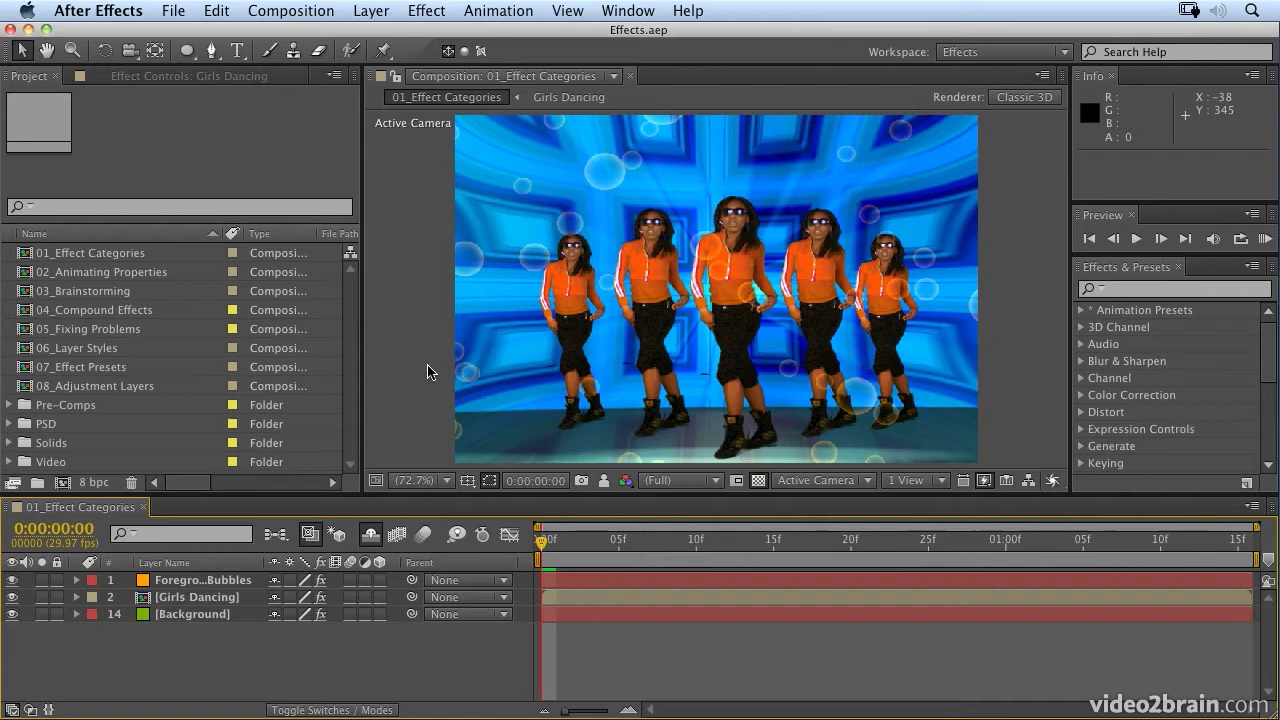 After Effects File Edit Composition Layer Effect Animation View Window Help
Effects.aep
Workspace: Effects Search Help
Project × Effect Controls: Girls Dancing
Composition: 01_Effect Categories ×
Info ×
01_Effect Categories Girls Dancing Renderer: Classic 3D
R :
G :
B :
A : 0
X : -38
Y : 345
Active Camera
Preview ×
Name Type File Path
01_Effect Categories Composi...
02_Animating Properties Composi...
03_Brainstorming Composi...
04_Compound Effects Composi...
05_Fixing Problems Composi...
06_Layer Styles Composi...
07_Effect Presets Composi...
08_Adjustment Layers Composi...
Pre-Comps Folder
PSD Folder
Solids Folder
Video Folder
8 bpc
Effects & Presets ×
* Animation Presets
3D Channel
Audio
Blur & Sharpen
Channel
Color Correction
Distort
Expression Controls
Generate
Keying
(72.7%) 0:00:00:00 (Full) Active Camera 1 View
01_Effect Categories ×
0:00:00:00
00000 (29.97 fps)
05f 10f 15f 20f 25f 01:00f 05f 10f 15f
# Layer Name Parent
1 Foregro...Bubbles None
2 [Girls Dancing] None
14 [Background] None
Toggle Switches / Modes
video2brain.com